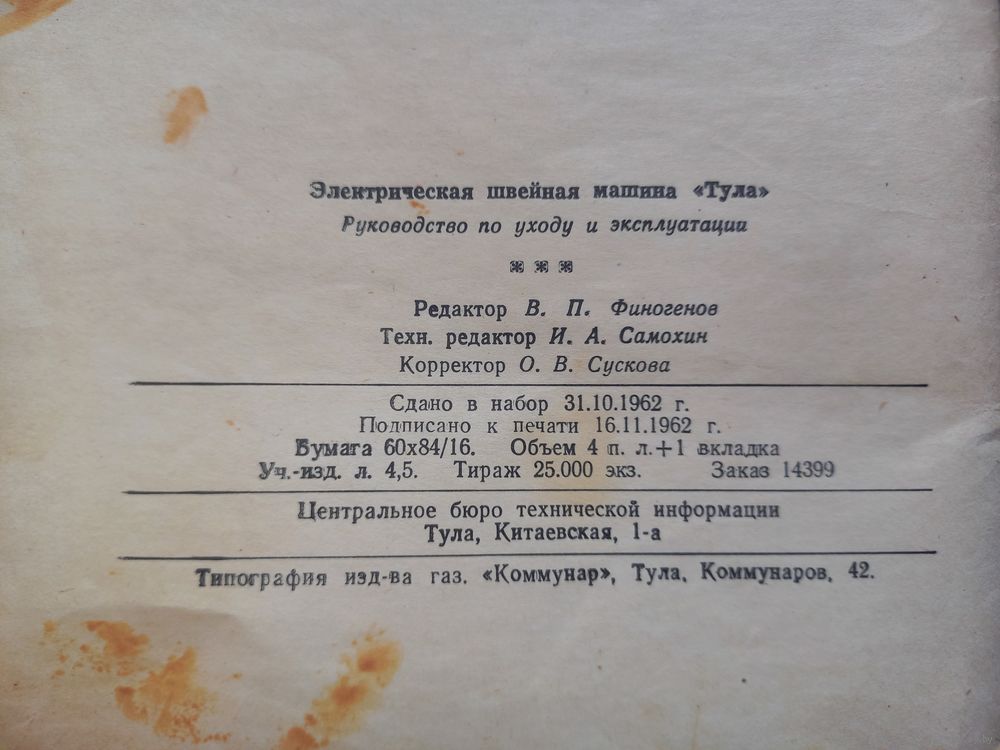 Электрическая швейная машина «Тула»
Руководство по уходу и эксплуатации
Редактор В. П. Финогенов
Техн. редактор И. А. Самохин
Корректор О. В. Сускова
Сдано в набор 31.10.1962 г.
Подписано к печати 16.11.1962 г.
Бумага 60х84/16. Объем 4 п. л.+1 вкладка
Уч.-изд. л. 4,5. Тираж 25.000 экз. Заказ 14399
Центральное бюро технической информации
Тула, Китаевская, 1-а
Типография изд-ва газ. «Коммунар», Тула, Коммунаров, 42.